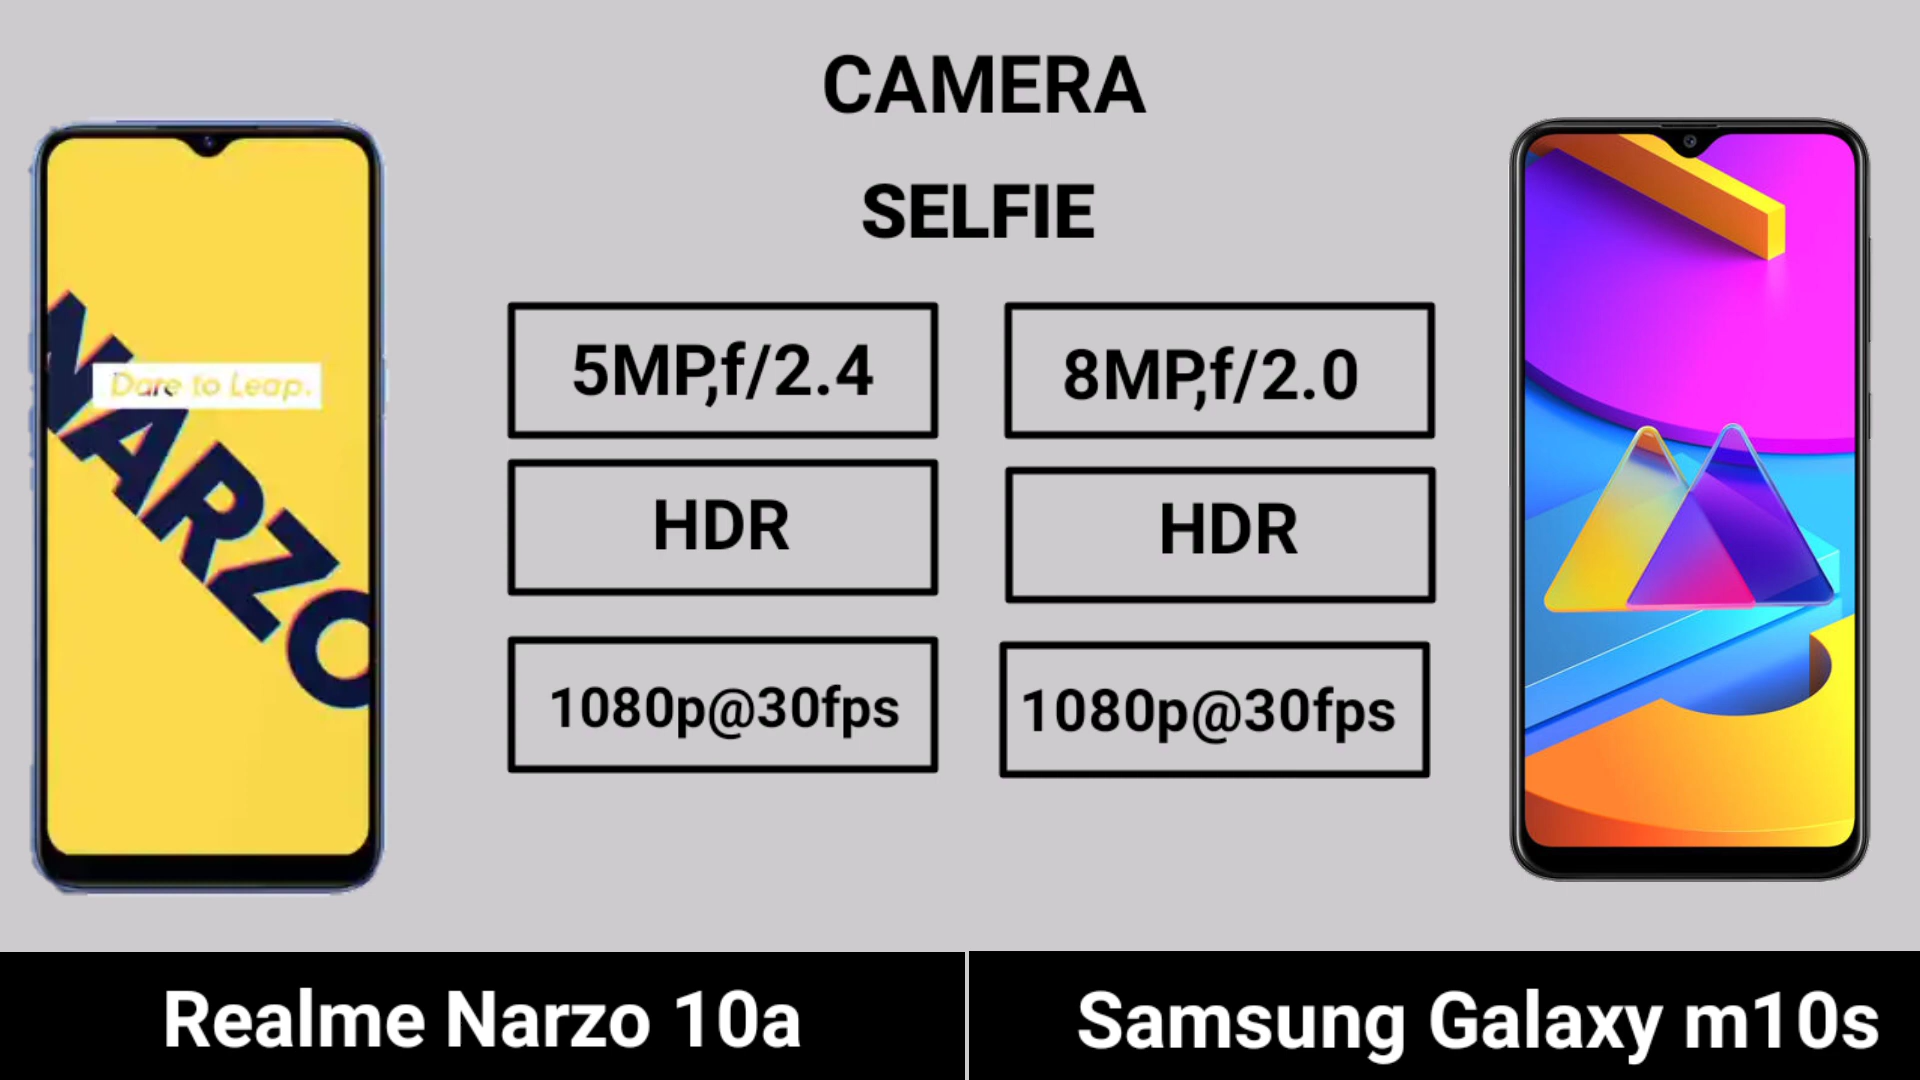 CAMERA
SELFIE
NARZO
Dare to Leap.
5MP,f/2.4
8MP,f/2.0
HDR
HDR
1080p@30fps
1080p@30fps
Realme Narzo 10a
Samsung Galaxy m10s